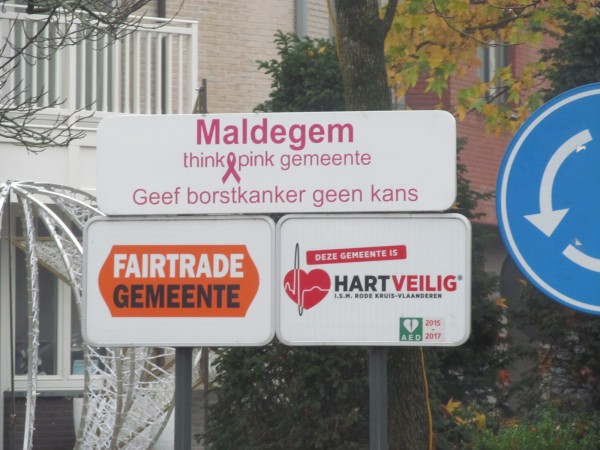 Maldegem
think pink gemeente
Geef borstkanker geen kans
FAIRTRADE
GEMEENTE
DEZE GEMEENTE IS
HARTVEILIG®
I.S.M. RODE KRUIS-VLAANDEREN
AED
2015
-
2017